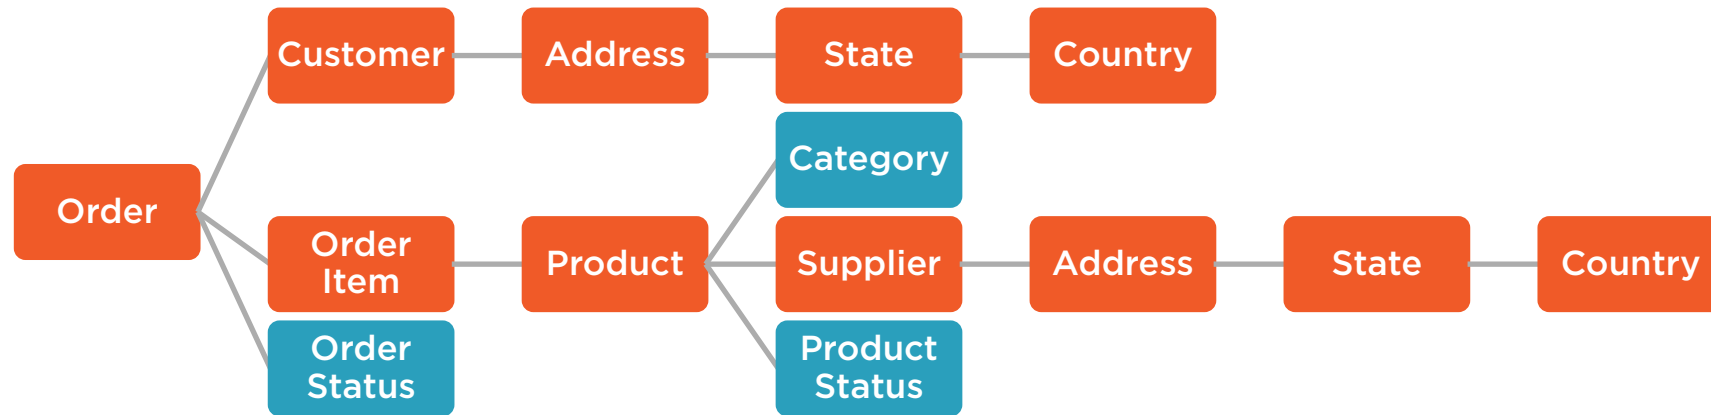 Customer
Address
State
Country
Category
Order
Order
Item
Product
Supplier
Address
State
Country
Order
Status
Product
Status